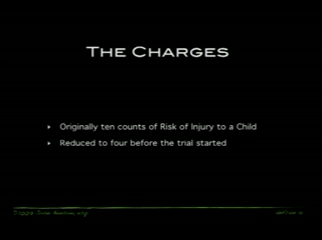 THE CHARGES
Originally ten counts of Risk of Injury to a Child
Reduced to four before the trial started